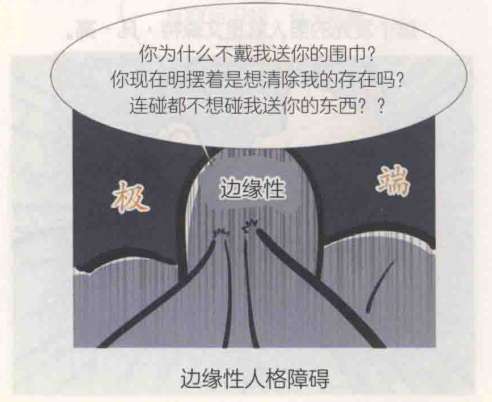 你为什么不戴我送你的围巾？
你现在明摆着是想清除我的存在吗？
连碰都不想碰我送你的东西？？
极 端
边缘性
边缘性人格障碍